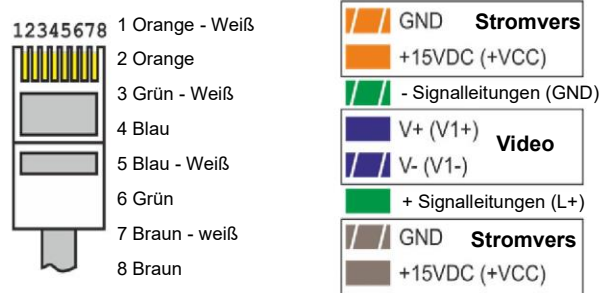 12345678
1 Orange - Weiß
2 Orange
3 Grün - Weiß
4 Blau
5 Blau - Weiß
6 Grün
7 Braun - weiß
8 Braun
GND Stromvers
+15VDC (+VCC)
- Signalleitungen (GND)
V+ (V1+)
Video
V- (V1-)
+ Signalleitungen (L+)
GND Stromvers
+15VDC (+VCC)